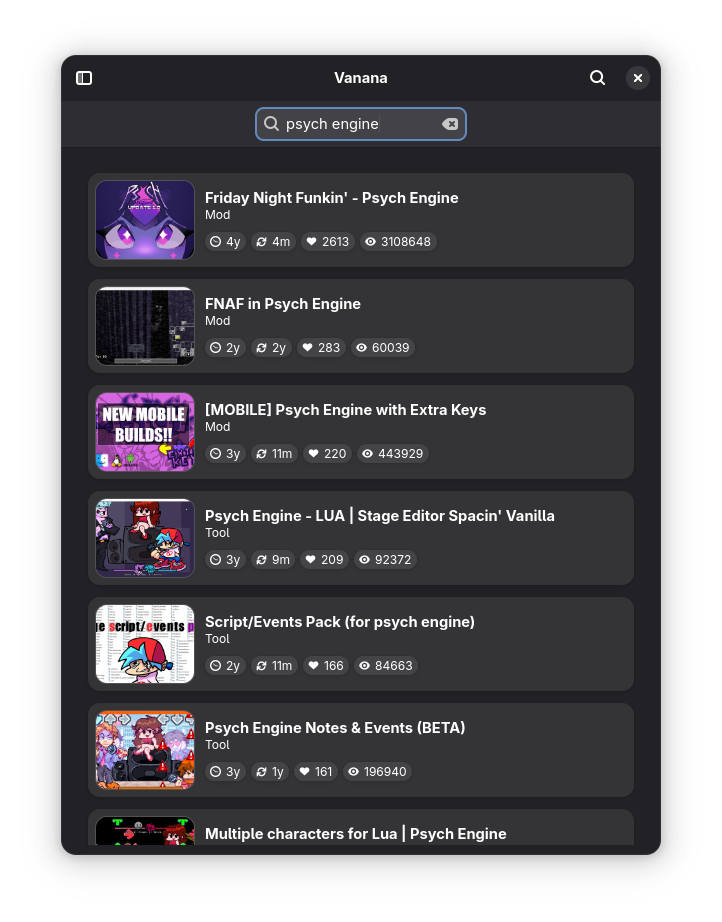 Vanana
psych engine
PSYCH
UPDATE 1.0
Friday Night Funkin' - Psych Engine
Mod
4y 4m 2613 3108648
FNAF in Psych Engine
Mod
2y 2y 283 60039
NEW MOBILE
BUILDS!!
[MOBILE] Psych Engine with Extra Keys
Mod
3y 11m 220 443929
Psych Engine - LUA | Stage Editor Spacin' Vanilla
Tool
3y 9m 209 92372
script/events
Script/Events Pack (for psych engine)
Tool
2y 11m 166 84663
Psych Engine Notes & Events (BETA)
Tool
3y 1y 161 196940
Multiple characters for Lua | Psych Engine